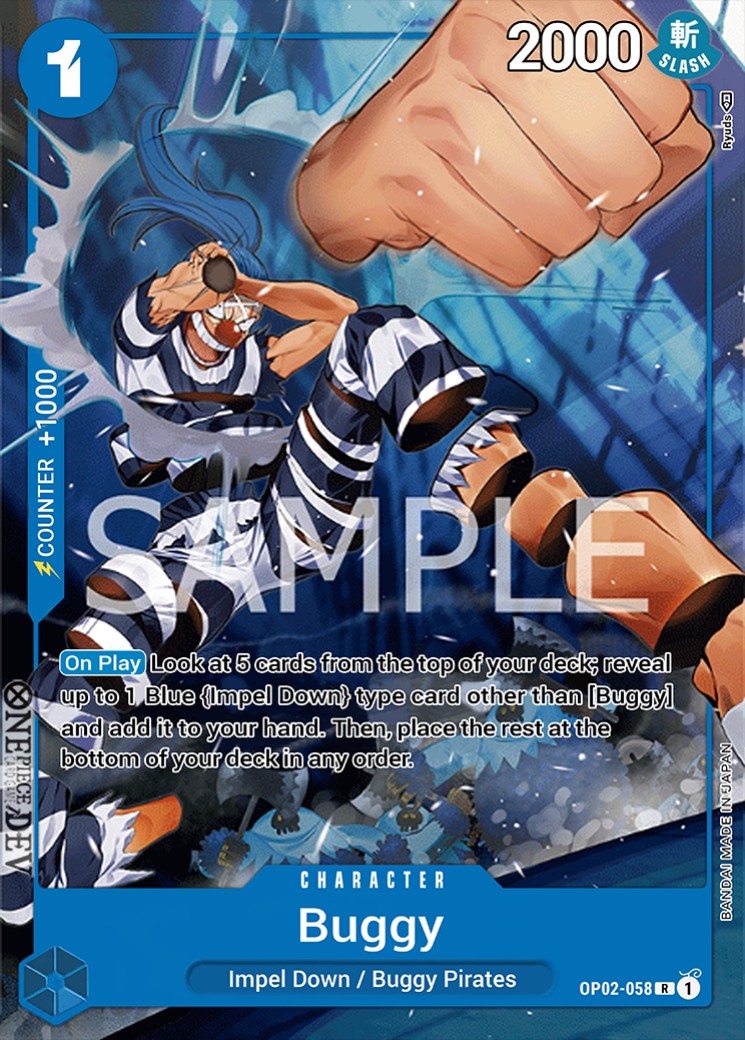 1
2000
斬
SLASH
Ryuds
COUNTER +1000
SAMPLE
On Play Look at 5 cards from the top of your deck; reveal
up to 1 Blue {Impel Down} type card other than [Buggy]
and add it to your hand. Then, place the rest at the
bottom of your deck in any order.
ONE PIECE
DEV
BANDAI MADE IN JAPAN
CHARACTER
Buggy
Impel Down / Buggy Pirates
OP02-058 R 1